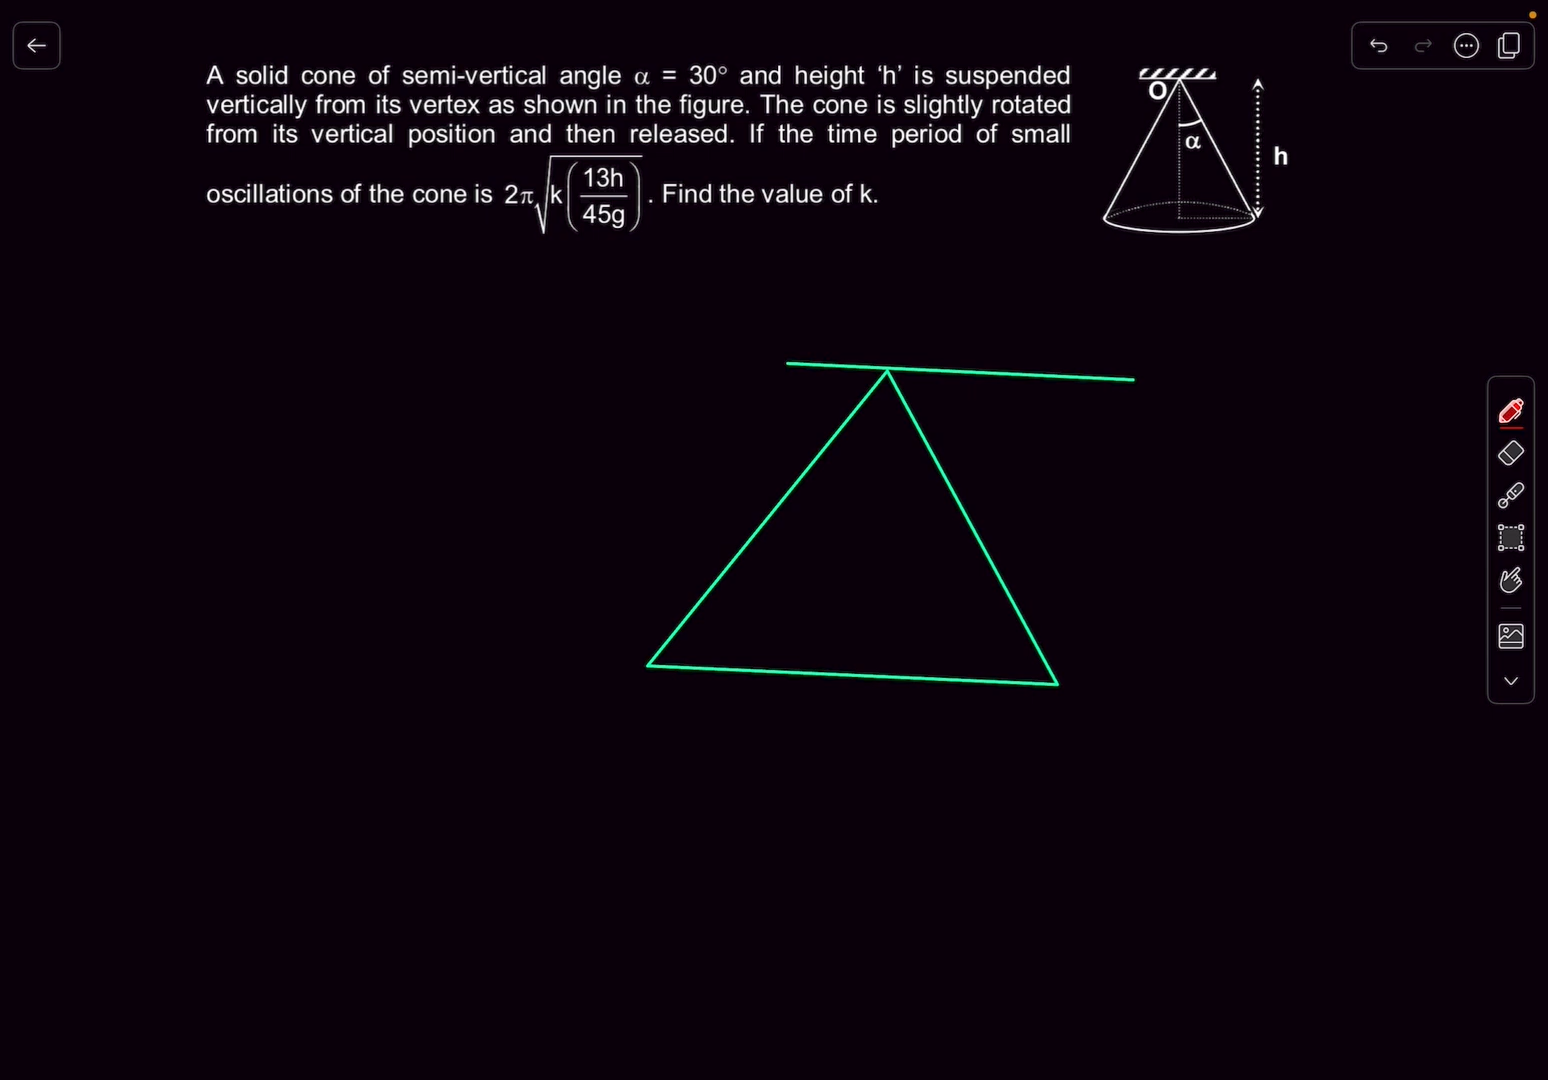 A solid cone of semi-vertical angle α = 30° and height ‘h’ is suspended
vertically from its vertex as shown in the figure. The cone is slightly rotated
from its vertical position and then released. If the time period of small
oscillations of the cone is 2π√(k(13h/45g)). Find the value of k.
O
α
h